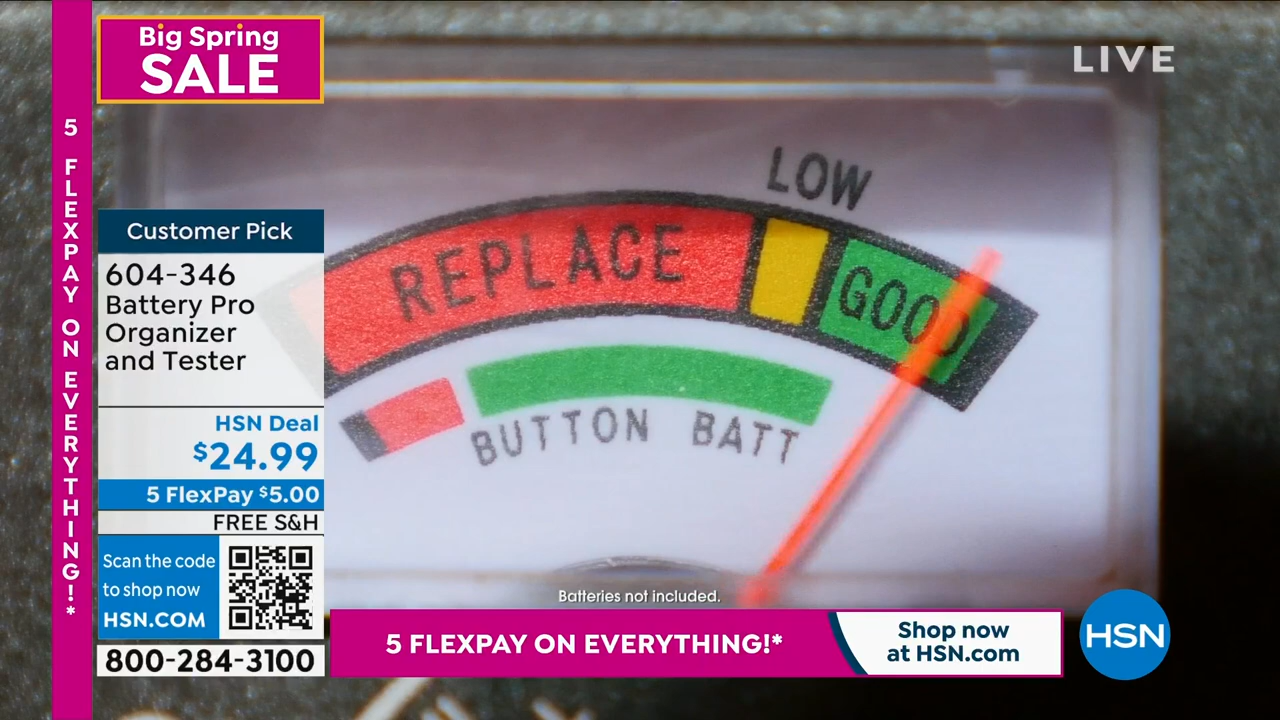 Big Spring
SALE
LIVE
5 FLEXPAY ON EVERYTHING!*
Customer Pick
604-346
Battery Pro
Organizer
and Tester
HSN Deal
$24.99
5 FlexPay $5.00
FREE S&H
Scan the code
to shop now
HSN.COM
800-284-3100
LOW
REPLACE
GOOD
BUTTON BATT
Batteries not included.
5 FLEXPAY ON EVERYTHING!*
Shop now
at HSN.com
HSN